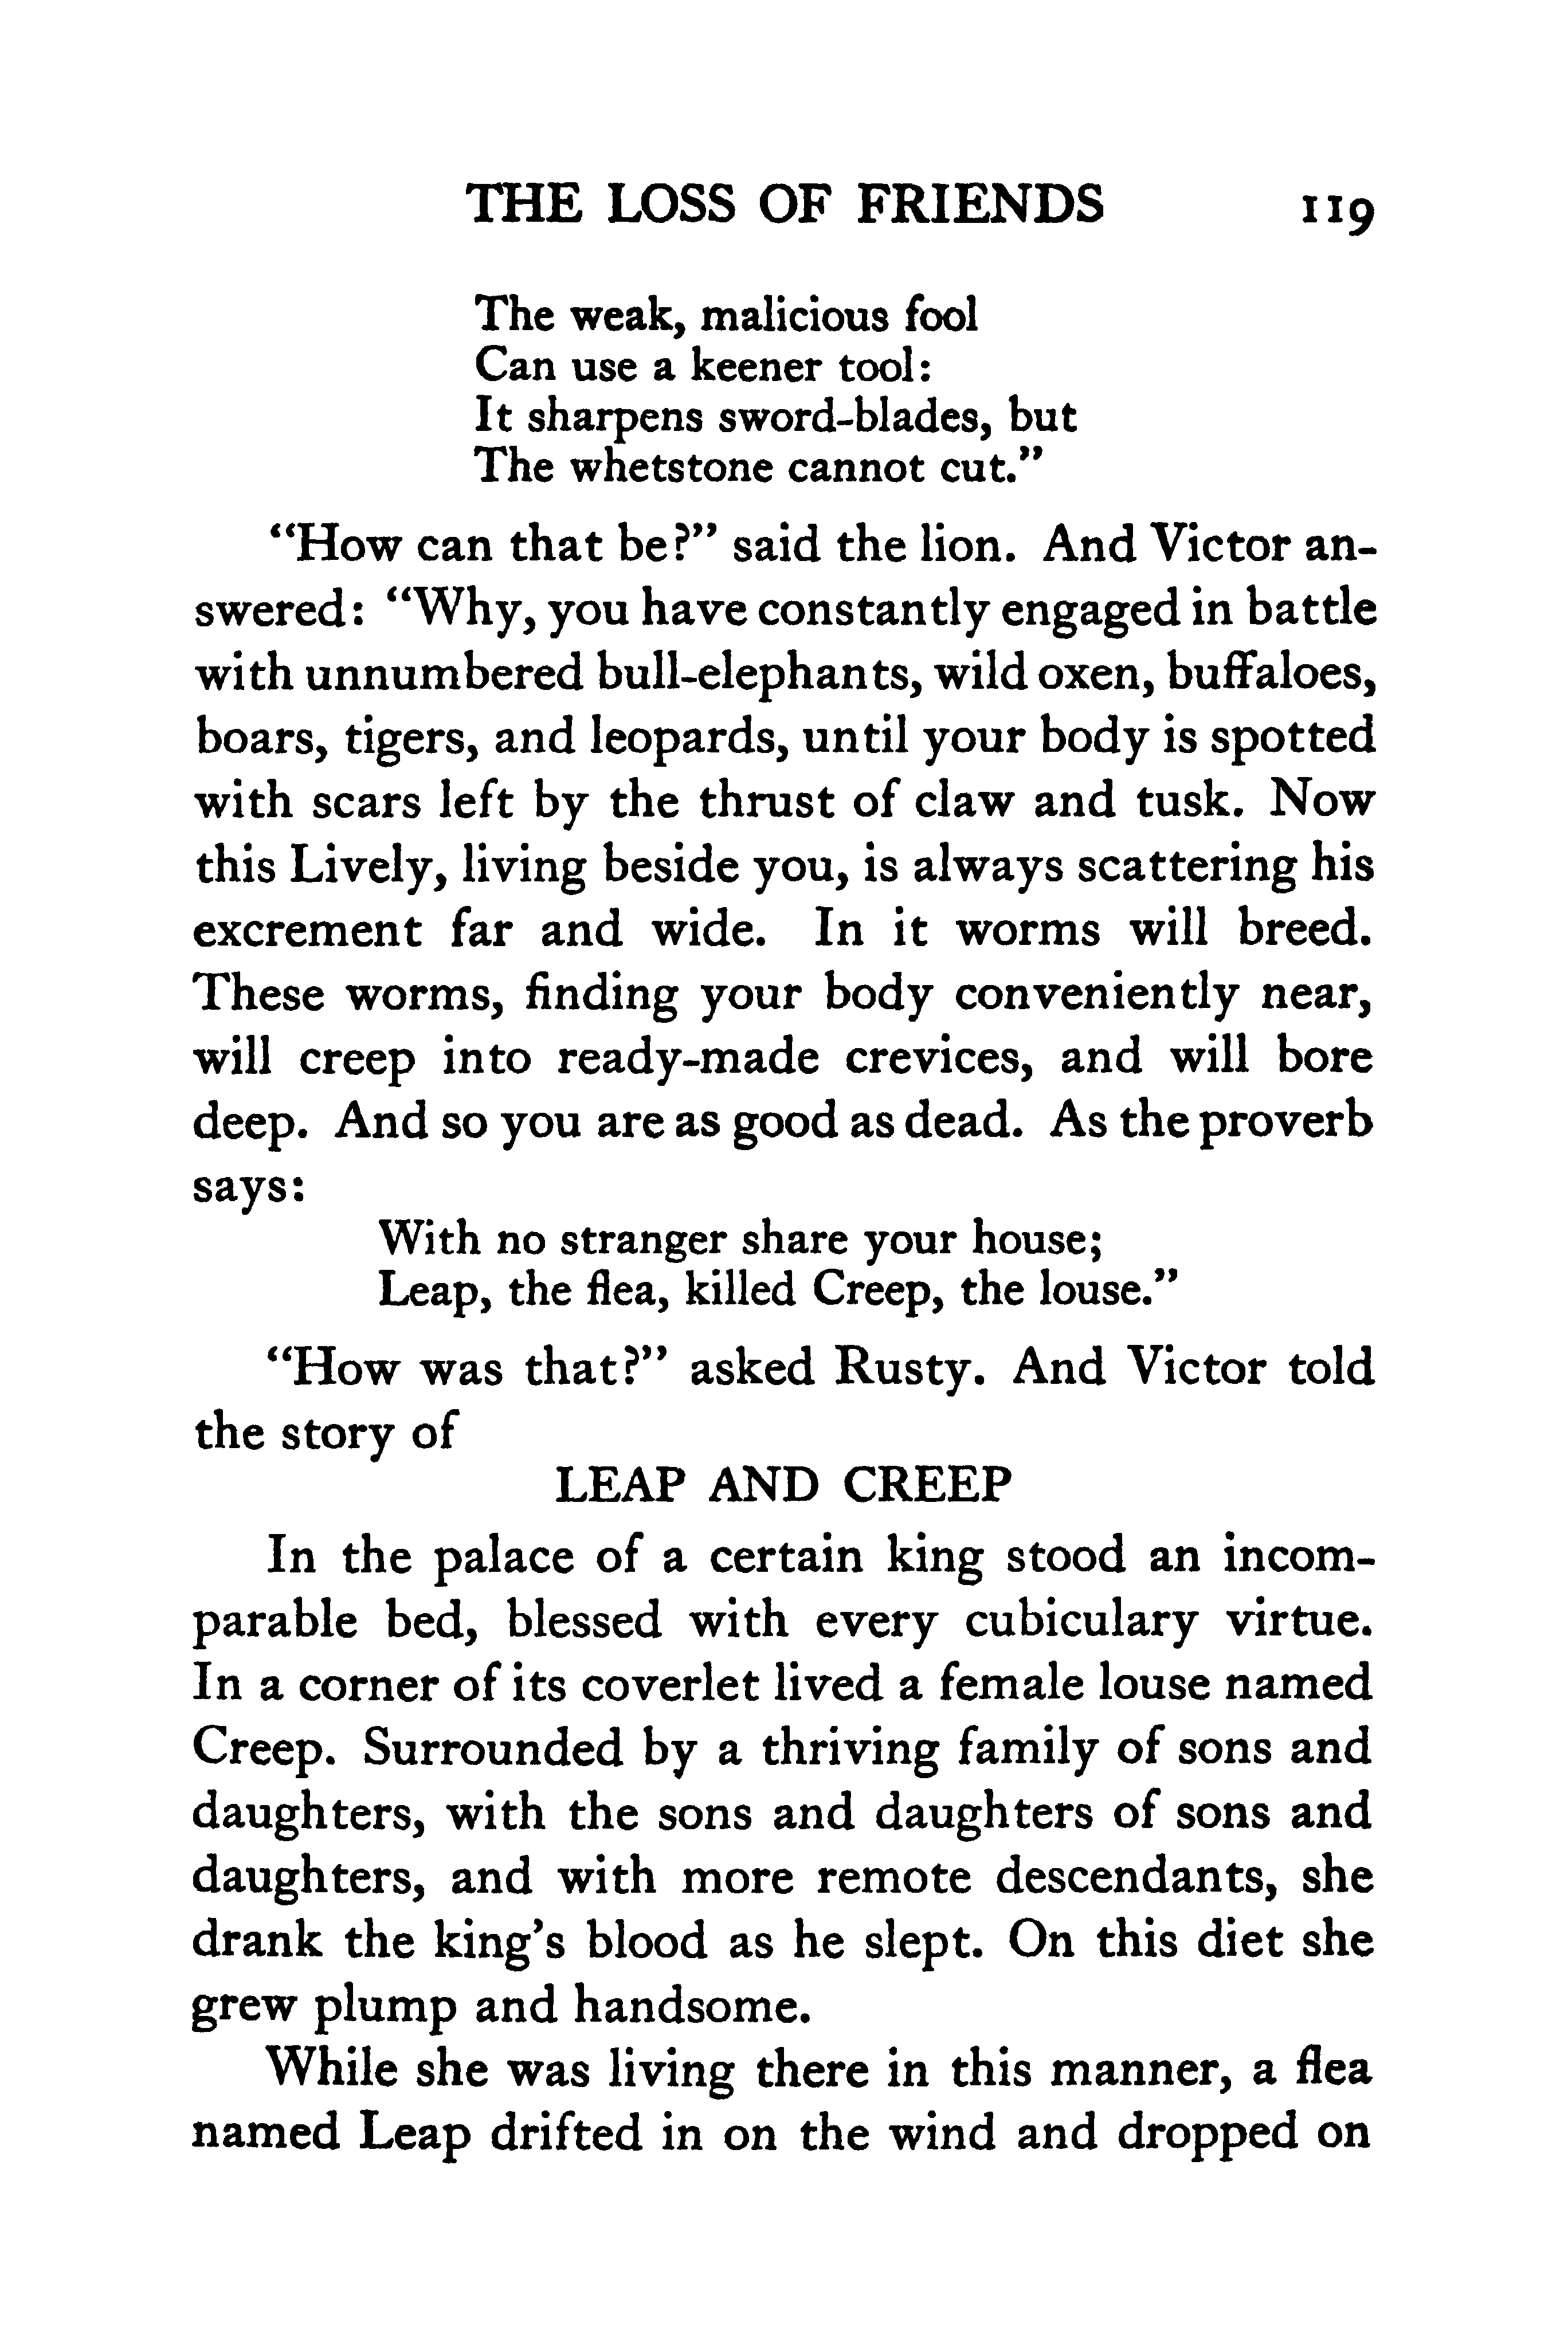 THE LOSS OF FRIENDS 119
The weak, malicious fool
Can use a keener tool:
It sharpens sword-blades, but
The whetstone cannot cut.”
“How can that be?” said the lion. And Victor an-
swered: “Why, you have constantly engaged in battle
with unnumbered bull-elephants, wild oxen, buffaloes,
boars, tigers, and leopards, until your body is spotted
with scars left by the thrust of claw and tusk. Now
this Lively, living beside you, is always scattering his
excrement far and wide. In it worms will breed.
These worms, finding your body conveniently near,
will creep into ready-made crevices, and will bore
deep. And so you are as good as dead. As the proverb
says:
With no stranger share your house;
Leap, the flea, killed Creep, the louse.”
“How was that?” asked Rusty. And Victor told
the story of
LEAP AND CREEP
In the palace of a certain king stood an incom-
parable bed, blessed with every cubiculary virtue.
In a corner of its coverlet lived a female louse named
Creep. Surrounded by a thriving family of sons and
daughters, with the sons and daughters of sons and
daughters, and with more remote descendants, she
drank the king’s blood as he slept. On this diet she
grew plump and handsome.
While she was living there in this manner, a flea
named Leap drifted in on the wind and dropped on